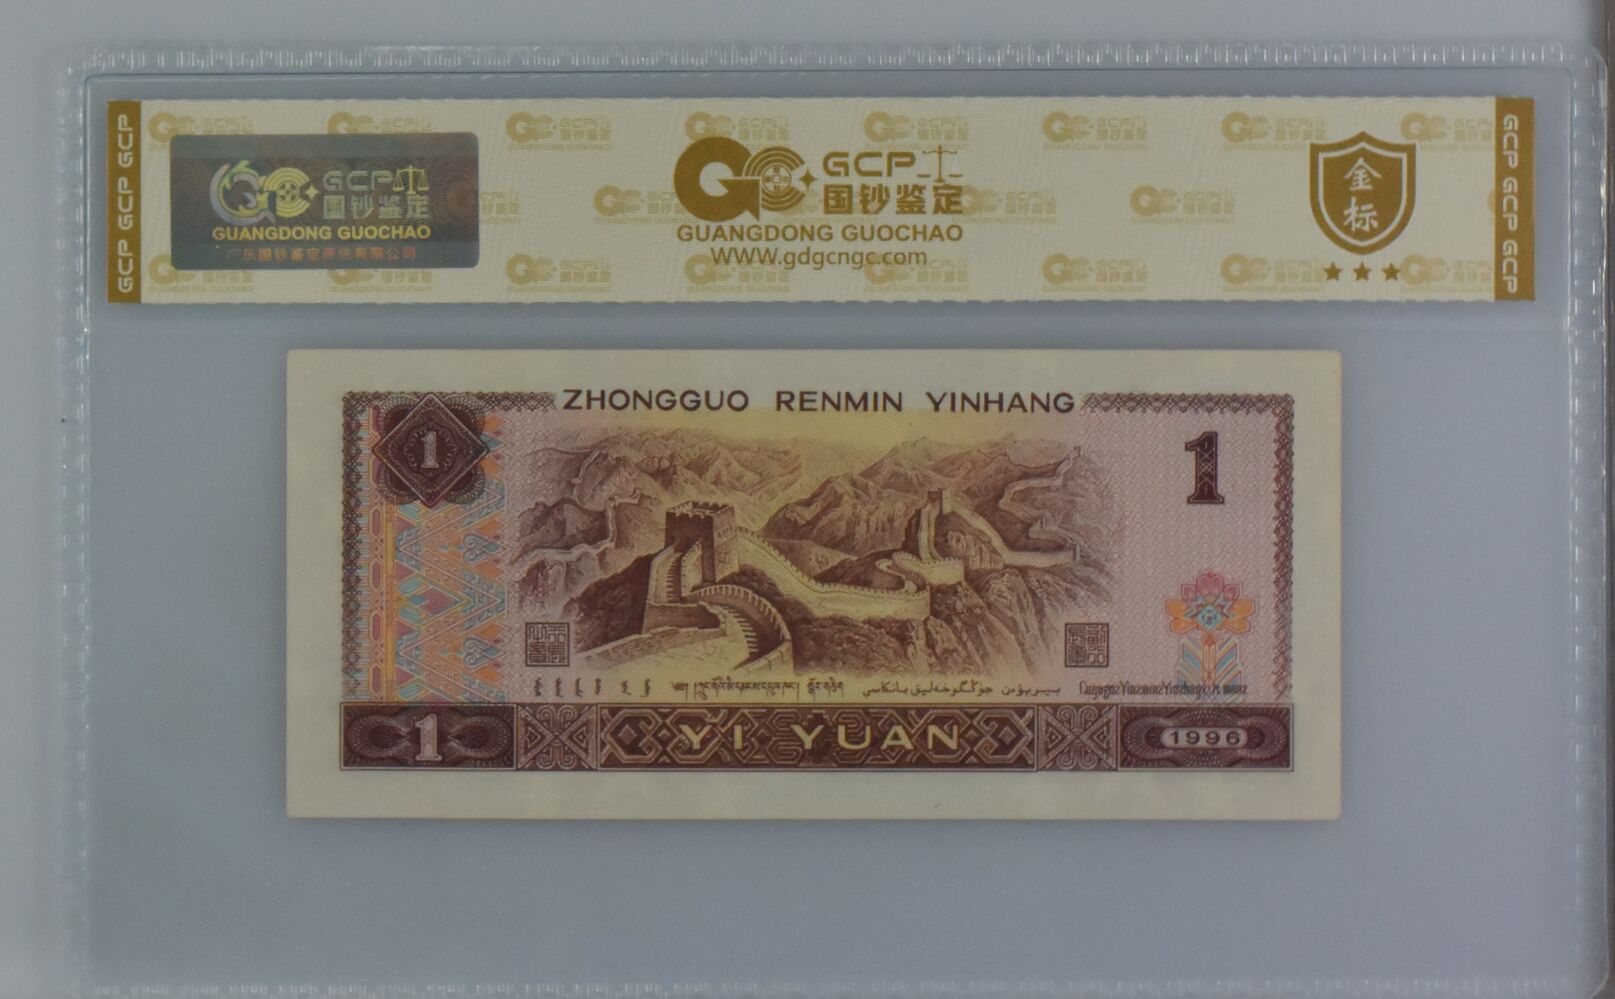 GCP GCP GCP
GCP
国钞鉴定
GUANGDONG GUOCHAO
广东国钞鉴定评估有限公司
GCP
国钞鉴定
GUANGDONG GUOCHAO
WWW.gdgcngc.com
金标
GCP GCP GCP
ZHONGGUO RENMIN YINHANG
1
1
1
YI YUAN
1996